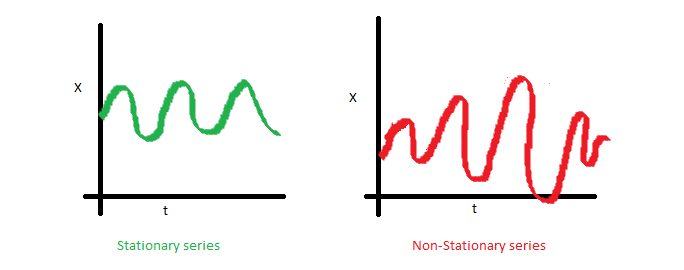 X
t
Stationary series
X
t
Non-Stationary series